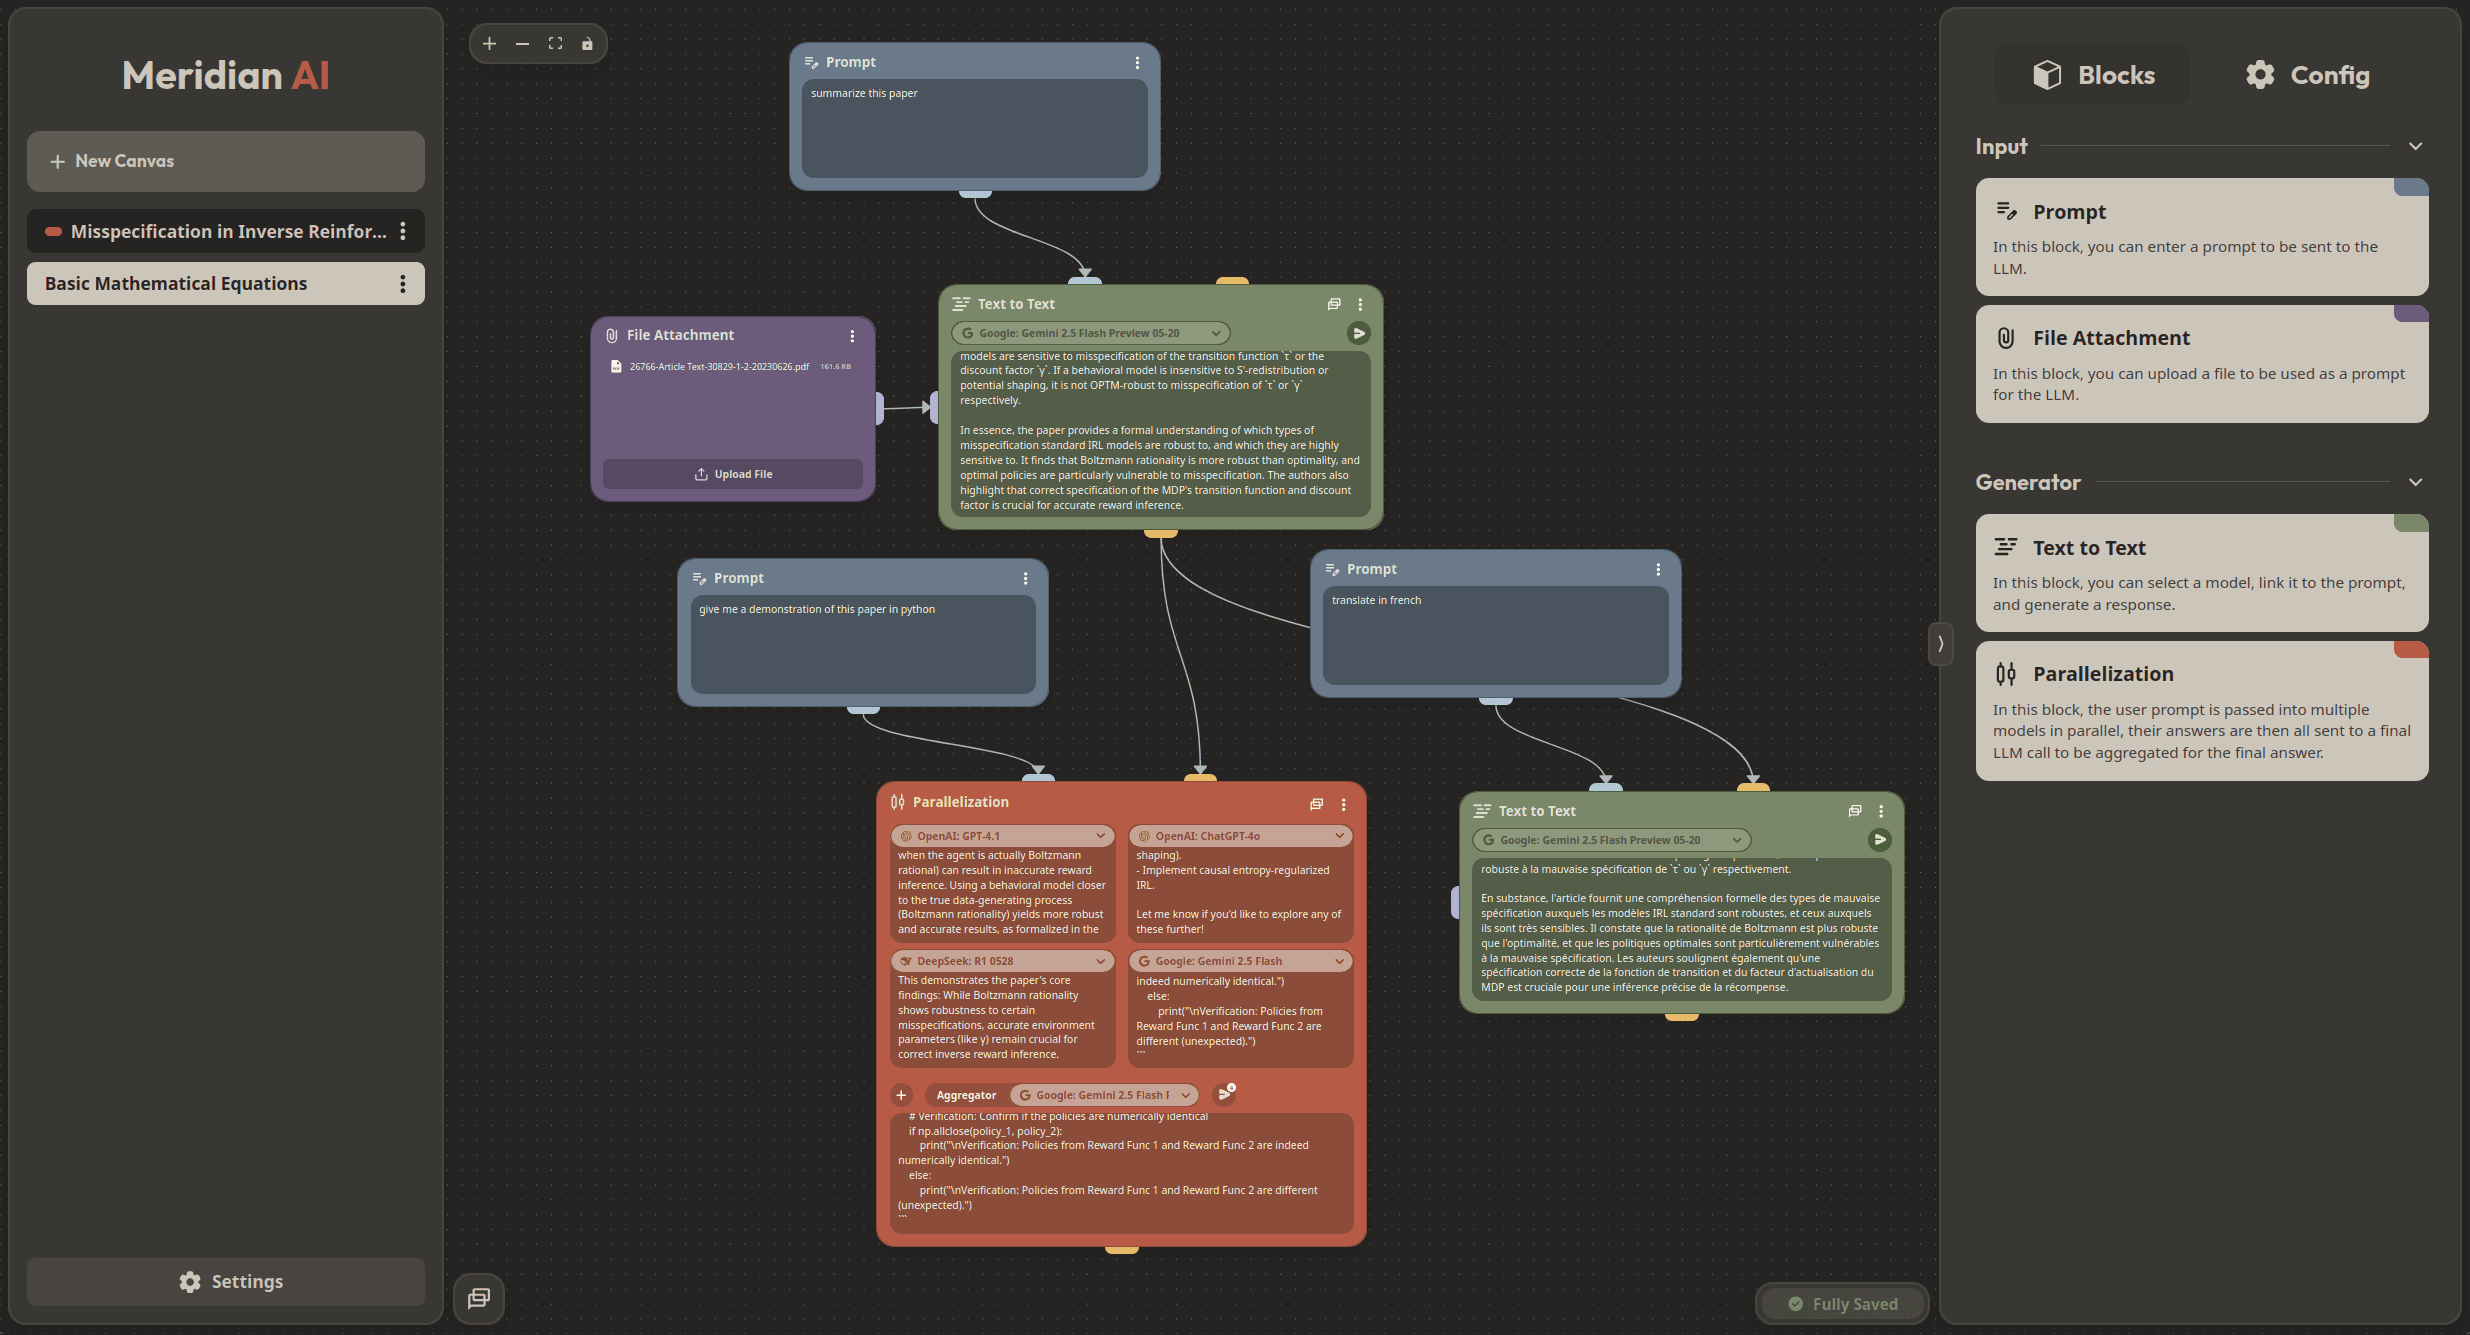 Meridian AI
New Canvas
Misspecification in Inverse Reinfor...
Basic Mathematical Equations
Settings
Prompt
summarize this paper
File Attachment
26766-Article Text-30829-1-2-20230626.pdf 161.6 KB
Upload File
Text to Text
Google: Gemini 2.5 Flash Preview 05-20
models are sensitive to misspecification of the transition function `τ` or the
discount factor `γ`. If a behavioral model is insensitive to S'-redistribution or
potential shaping, it is not OPTM-robust to misspecification of `τ` or `γ`
respectively.
In essence, the paper provides a formal understanding of which types of
misspecification standard IRL models are robust to, and which they are highly
sensitive to. It finds that Boltzmann rationality is more robust than optimality, and
optimal policies are particularly vulnerable to misspecification. The authors also
highlight that correct specification of the MDP's transition function and discount
factor is crucial for accurate reward inference.
Prompt
give me a demonstration of this paper in python
Prompt
translate in french
Parallelization
OpenAI: GPT-4.1
when the agent is actually Boltzmann
rational) can result in inaccurate reward
inference. Using a behavioral model closer
to the true data-generating process
(Boltzmann rationality) yields more robust
and accurate results, as formalized in the
OpenAI: ChatGPT-4o
shaping).
- Implement causal entropy-regularized
IRL.
Let me know if you'd like to explore any of
these further!
DeepSeek: R1 0528
This demonstrates the paper's core
findings: While Boltzmann rationality
shows robustness to certain
misspecifications, accurate environment
parameters (like γ) remain crucial for
correct inverse reward inference.
Google: Gemini 2.5 Flash
indeed numerically identical.")
else:
print("\nVerification: Policies from
Reward Func 1 and Reward Func 2 are
different (unexpected).")
```
Aggregator
Google: Gemini 2.5 Flash
4
# Verification: Confirm if the policies are numerically identical
if np.allclose(policy_1, policy_2):
print("\nVerification: Policies from Reward Func 1 and Reward Func 2 are indeed
numerically identical.")
else:
print("\nVerification: Policies from Reward Func 1 and Reward Func 2 are different
(unexpected).")
```
Text to Text
Google: Gemini 2.5 Flash Preview 05-20
robuste à la mauvaise spécification de `τ` ou `γ` respectivement.
En substance, l'article fournit une compréhension formelle des types de mauvaise
spécification auxquels les modèles IRL standard sont robustes, et ceux auxquels
ils sont très sensibles. Il constate que la rationalité de Boltzmann est plus robuste
que l'optimalité, et que les politiques optimales sont particulièrement vulnérables
à la mauvaise spécification. Les auteurs soulignent également qu'une
spécification correcte de la fonction de transition et du facteur d'actualisation du
MDP est cruciale pour une inférence précise de la récompense.
Fully Saved
Blocks
Config
Input
Prompt
In this block, you can enter a prompt to be sent to the
LLM.
File Attachment
In this block, you can upload a file to be used as a prompt
for the LLM.
Generator
Text to Text
In this block, you can select a model, link it to the prompt,
and generate a response.
Parallelization
In this block, the user prompt is passed into multiple
models in parallel, their answers are then all sent to a final
LLM call to be aggregated for the final answer.